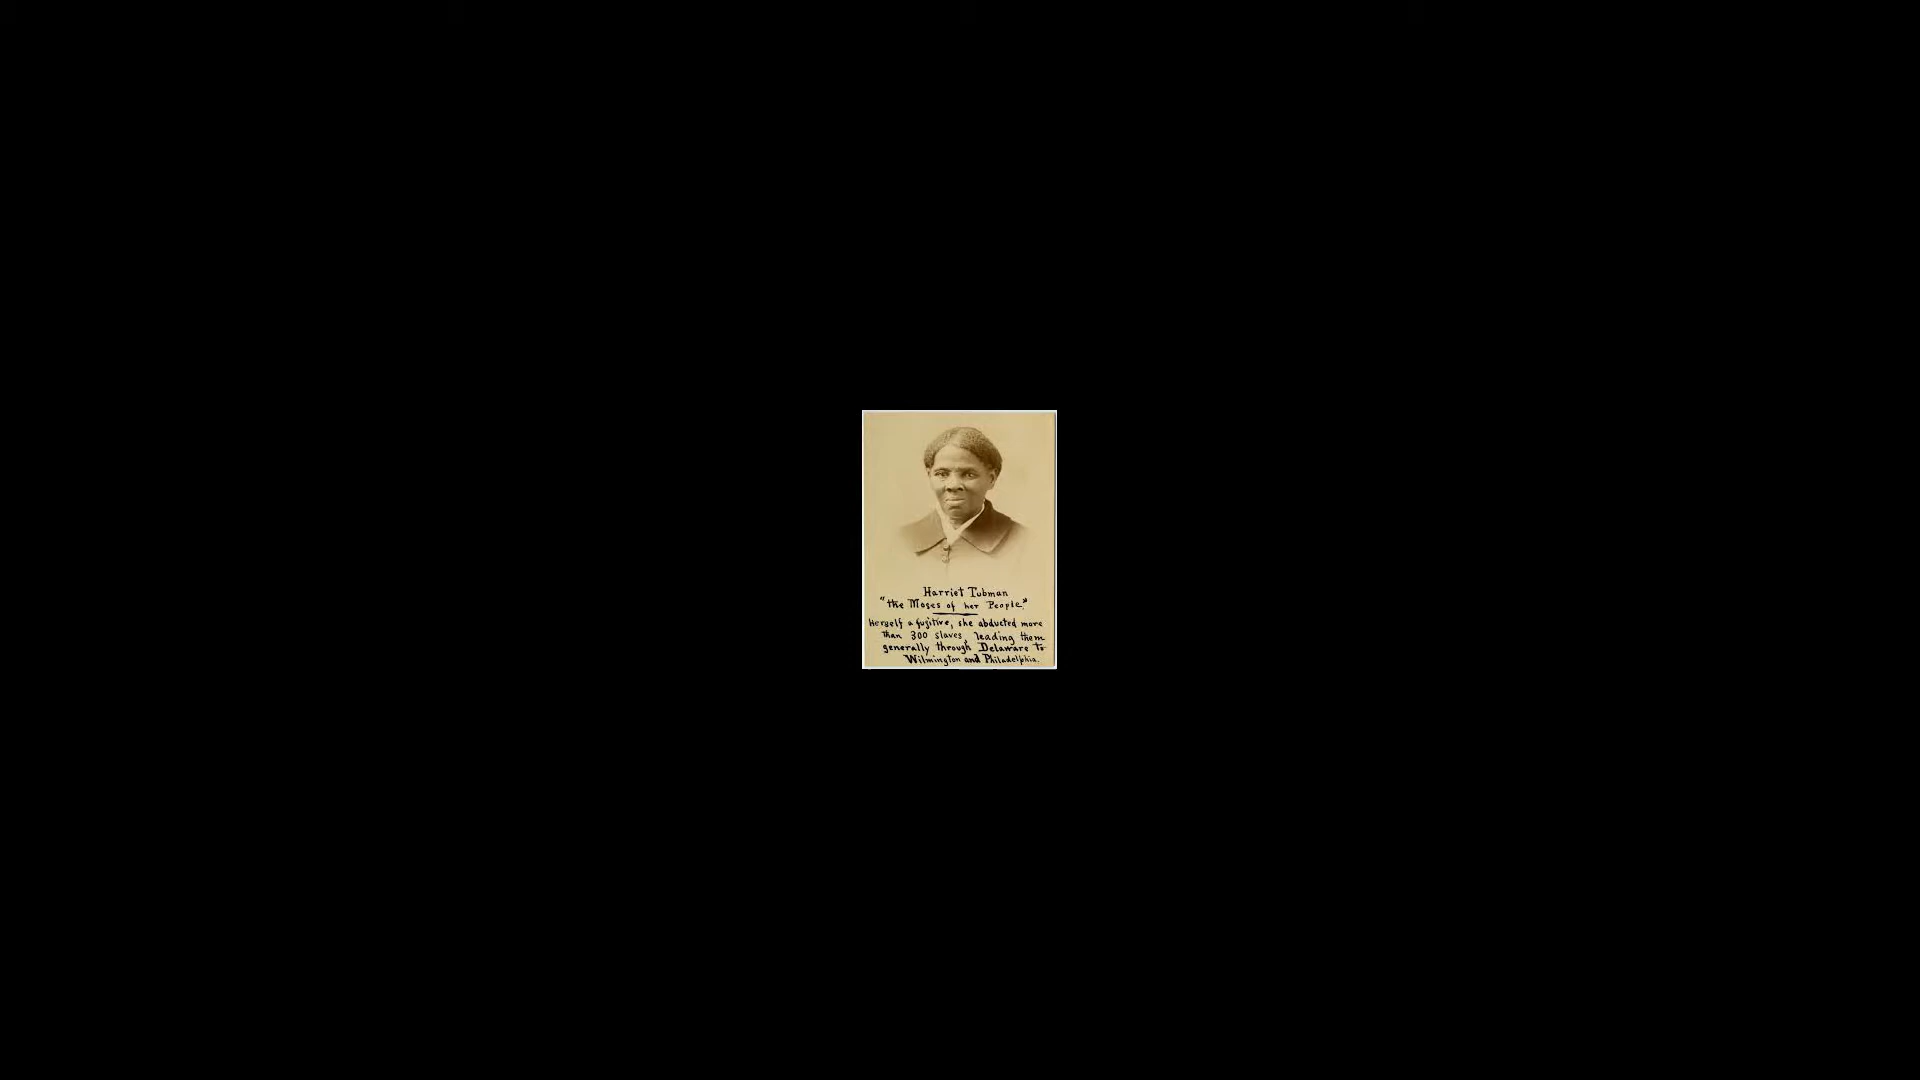 Harriet Tubman
"the Moses of her People."
Herself a fugitive, she abducted more
than 300 slaves, leading them
generally through Delaware to
Wilmington and Philadelphia.